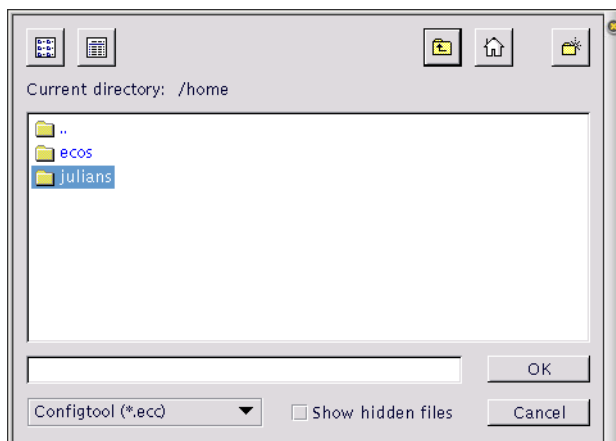 Current directory: /home
..
ecos
julians
OK
Configtool (*.ecc)
Show hidden files
Cancel